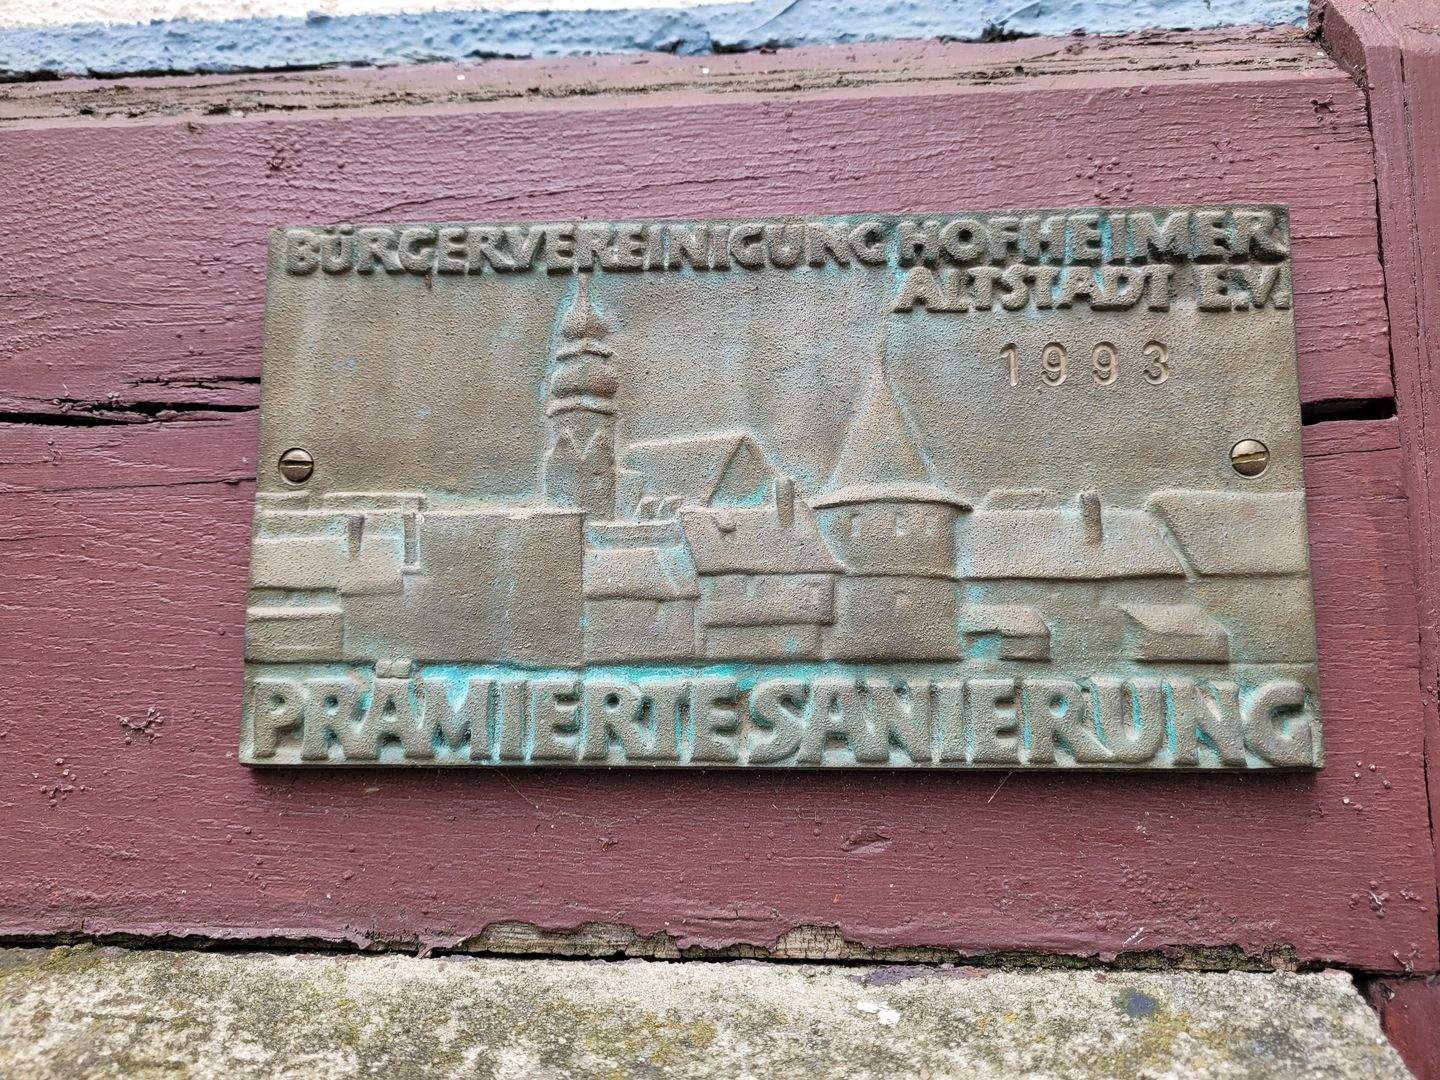 BÜRGERVEREINIGUNG HOFHEIMER
ALTSTADT E.V.
1993
PRÄMIERTE SANIERUNG